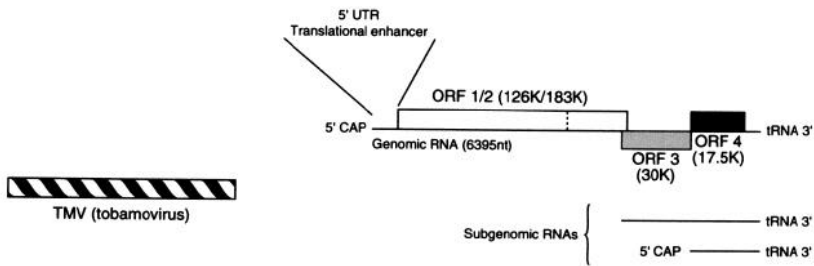 5' UTR
Translational enhancer
ORF 1/2 (126K/183K)
5' CAP
tRNA 3'
Genomic RNA (6395nt)
ORF 3
(30K)
ORF 4
(17.5K)
TMV (tobamovirus)
Subgenomic RNAs
tRNA 3'
5' CAP
tRNA 3'